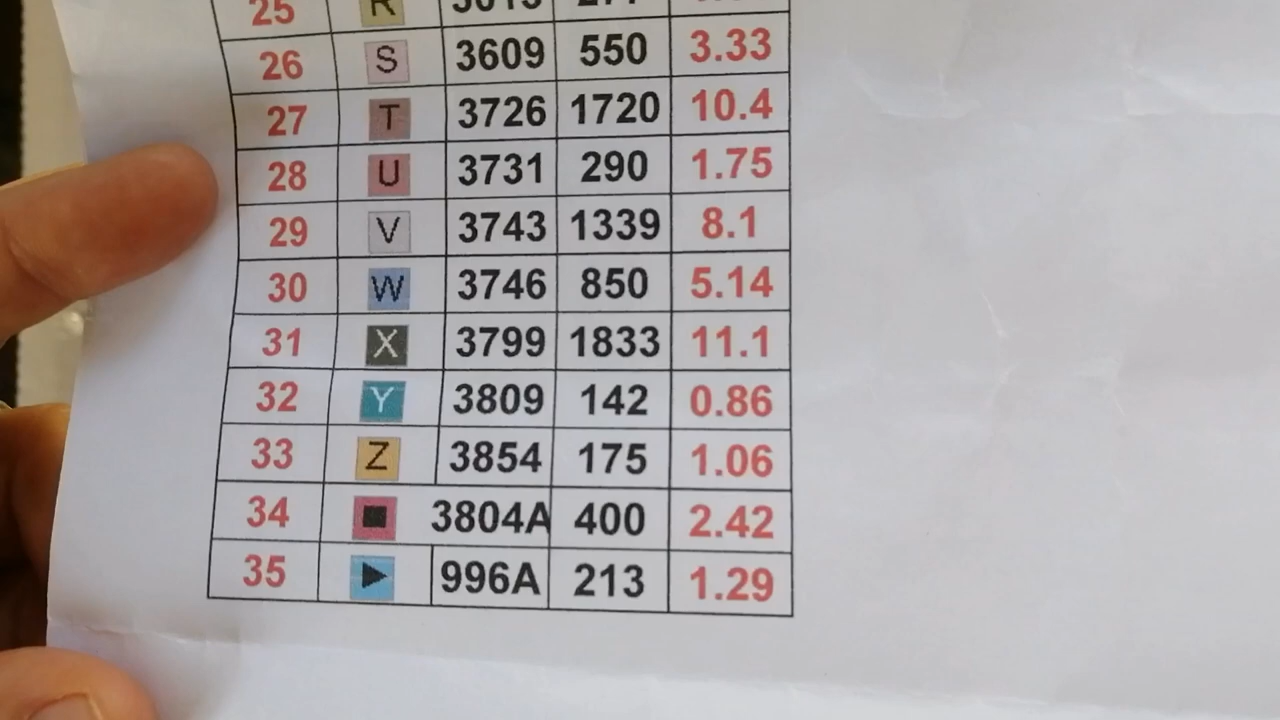 25 R
26 S 3609 550 3.33
27 T 3726 1720 10.4
28 U 3731 290 1.75
29 V 3743 1339 8.1
30 W 3746 850 5.14
31 X 3799 1833 11.1
32 Y 3809 142 0.86
33 Z 3854 175 1.06
34 ■ 3804A 400 2.42
35 ▶ 996A 213 1.29